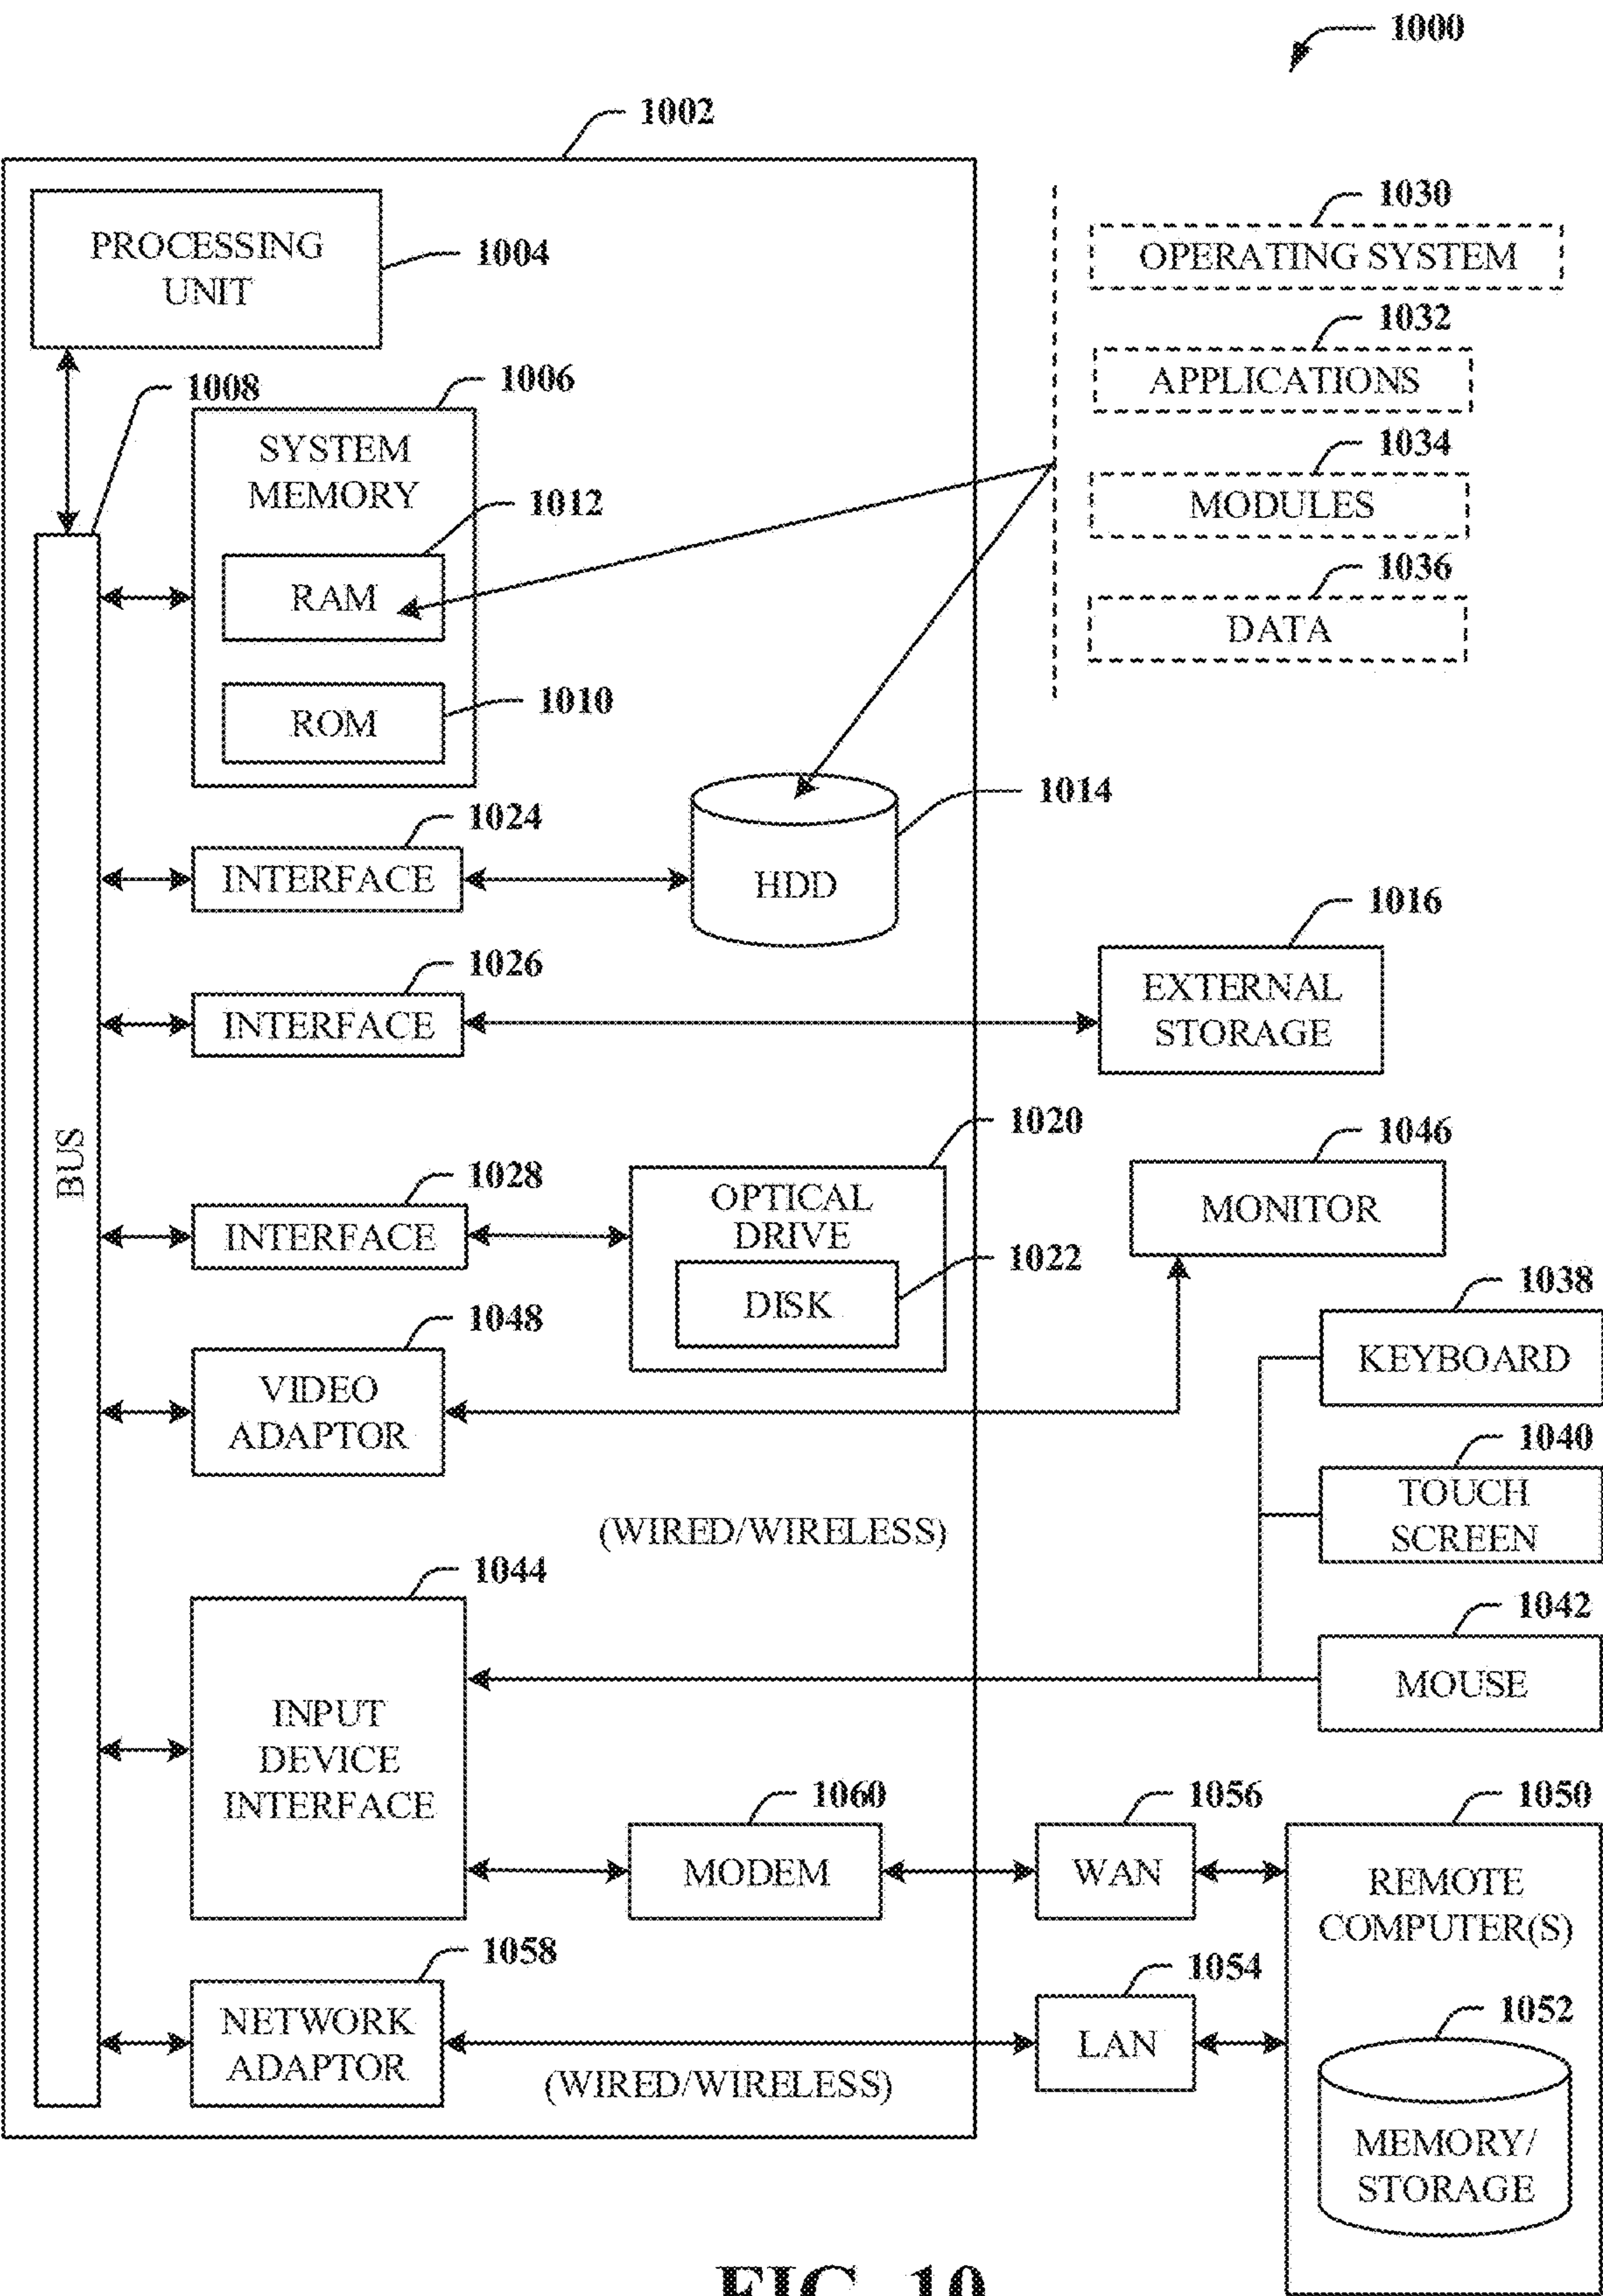 1000
1002
PROCESSING
UNIT
1004
1030
OPERATING SYSTEM
1032
APPLICATIONS
1034
MODULES
1036
DATA
1008
1006
SYSTEM
MEMORY
1012
RAM
1010
ROM
1014
HDD
1024
INTERFACE
1016
EXTERNAL
STORAGE
1026
INTERFACE
BUS
1020
OPTICAL
DRIVE
1022
DISK
1028
INTERFACE
1046
MONITOR
1048
VIDEO
ADAPTOR
1038
KEYBOARD
1040
TOUCH
SCREEN
(WIRED/WIRELESS)
1042
MOUSE
1044
INPUT
DEVICE
INTERFACE
1060
MODEM
1056
WAN
1050
REMOTE
COMPUTER(S)
1058
NETWORK
ADAPTOR
(WIRED/WIRELESS)
1054
LAN
1052
MEMORY/
STORAGE
FIG. 10